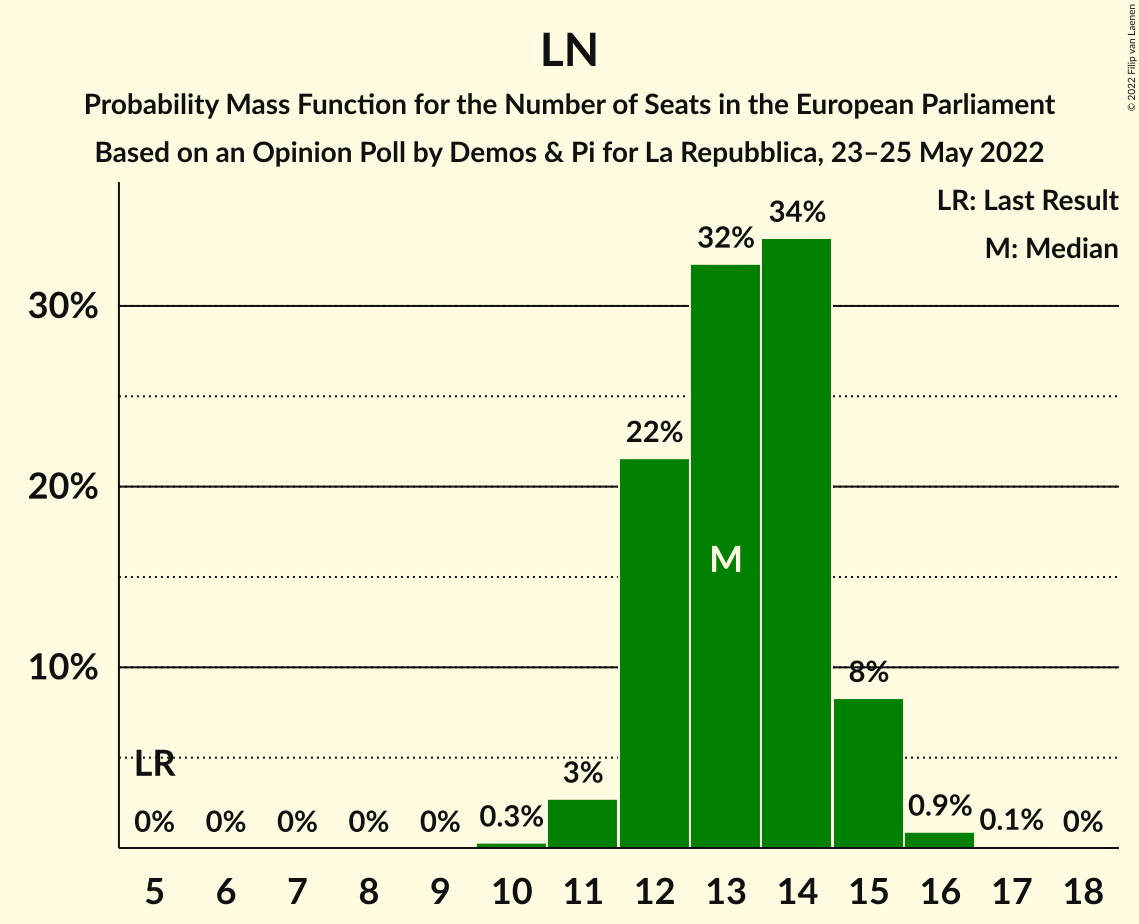 LN
Probability Mass Function for the Number of Seats in the European Parliament
Based on an Opinion Poll by Demos & Pi for La Repubblica, 23–25 May 2022
© 2022 Filip van Laenen
LR: Last Result
M: Median
30%
20%
10%
LR
M
0% 0% 0% 0% 0% 0.3% 3% 22% 32% 34% 8% 0.9% 0.1% 0%
5 6 7 8 9 10 11 12 13 14 15 16 17 18